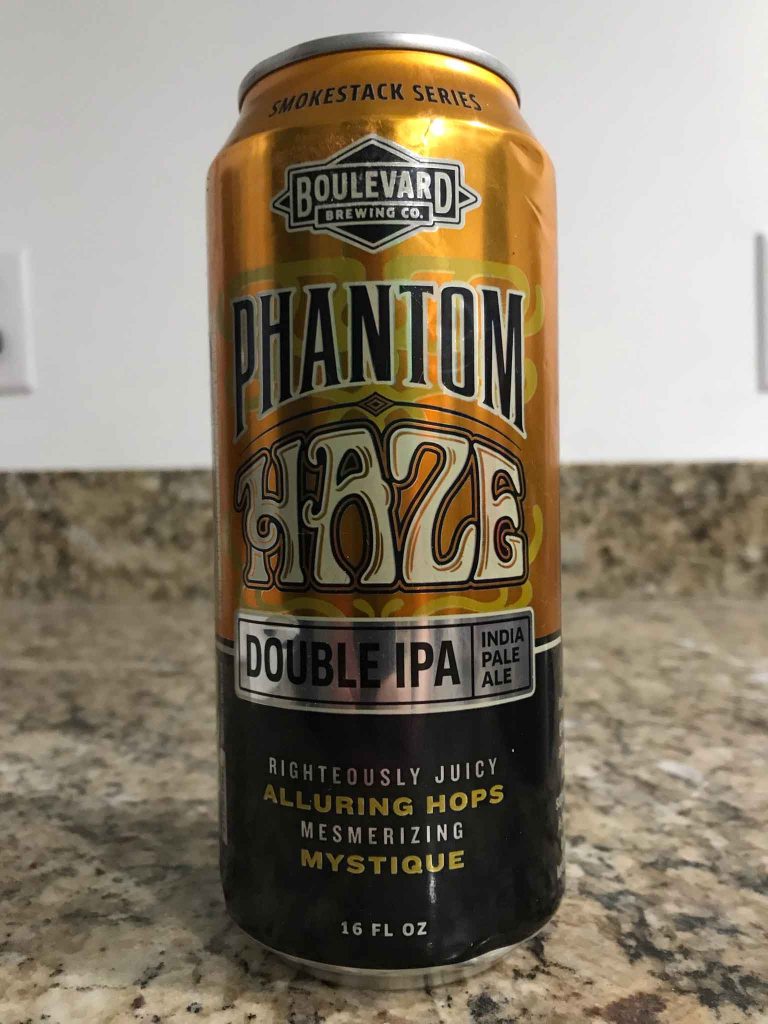 SMOKESTACK SERIES
BOULEVARD
BREWING CO.
PHANTOM
HAZE
DOUBLE IPA
INDIA
PALE
ALE
RIGHTEOUSLY JUICY
ALLURING HOPS
MESMERIZING
MYSTIQUE
16 FL OZ